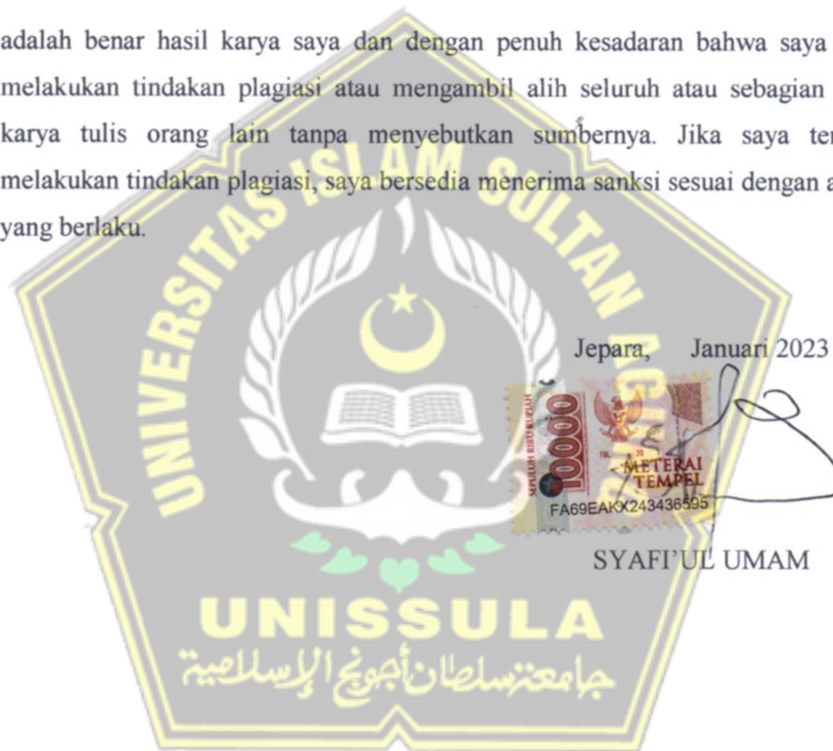 adalah benar hasil karya saya dan dengan penuh kesadaran bahwa saya
melakukan tindakan plagiasi atau mengambil alih seluruh atau sebagian
karya tulis orang lain tanpa menyebutkan sumbernya. Jika saya
melakukan tindakan plagiasi, saya bersedia menerima sanksi sesuai dengan
yang berlaku.
UNIVERSITAS ISLAM SULTAN AGUNG
Jepara, Januari 2023
SEPULUH RIBU RUPIAH
10000
TGL. 20
METERAI
TEMPEL
FA69EAKX243436595
SYAFI'UL UMAM
UNISSULA
جامعة سلطان أجونج الإسلامية